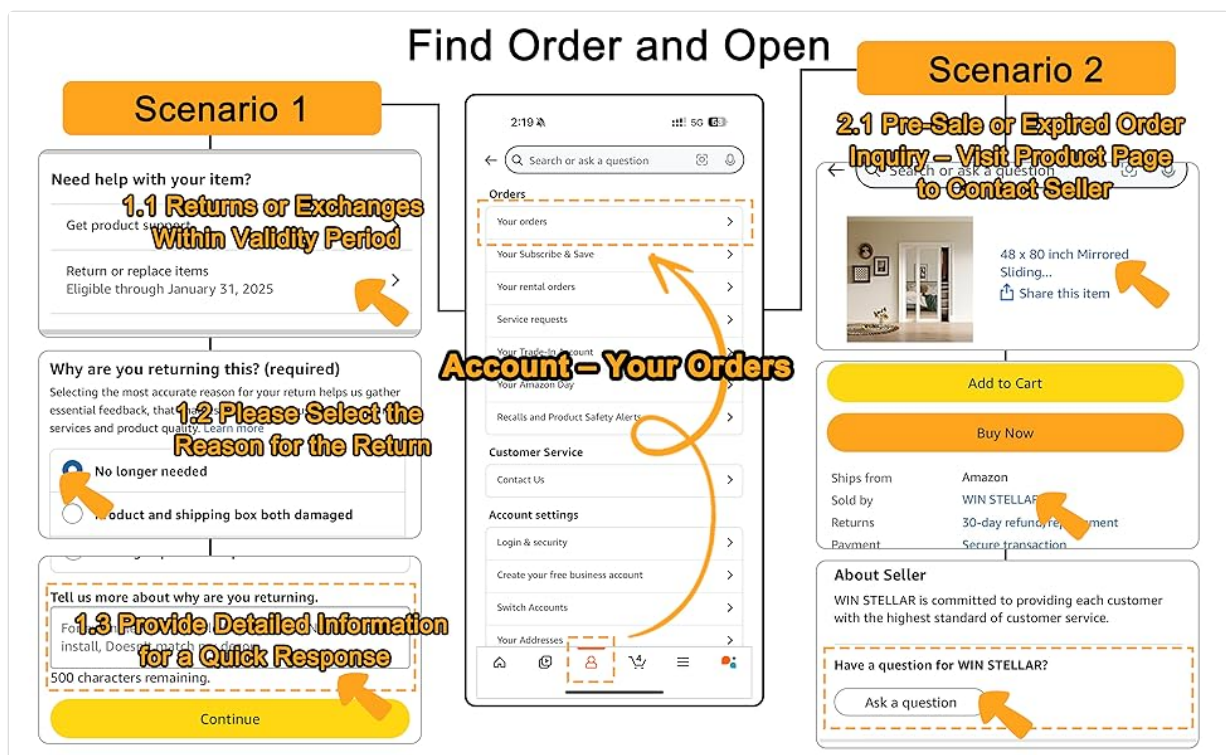 Find Order and Open
Scenario 1
Need help with your item?
1.1 Returns or Exchanges
Within Validity Period
Get product support
Return or replace items
Eligible through January 31, 2025
Why are you returning this? (required)
Selecting the most accurate reason for your return helps us gather
essential feedback, that
services and product quality. Learn more
1.2 Please Select the
Reason for the Return
No longer needed
Product and shipping box both damaged
Tell us more about why are you returning.
1.3 Provide Detailed Information
for a Quick Response
install, Doesn't match
500 characters remaining.
Continue
2:19
5G
Search or ask a question
Orders
Your orders
Your Subscribe & Save
Your rental orders
Service requests
Your Trade-In Account
Account – Your Orders
Your Amazon Day
Recalls and Product Safety Alerts
Customer Service
Contact Us
Account settings
Login & security
Create your free business account
Switch Accounts
Your Addresses
4
Scenario 2
2.1 Pre-Sale or Expired Order
Inquiry – Visit Product Page
to Contact Seller
Search or ask a question
48 x 80 inch Mirrored
Sliding...
Share this item
Add to Cart
Buy Now
Ships from Amazon
Sold by WIN STELLAR
Returns 30-day refund/replacement
Payment Secure transaction
About Seller
WIN STELLAR is committed to providing each customer
with the highest standard of customer service.
Have a question for WIN STELLAR?
Ask a question